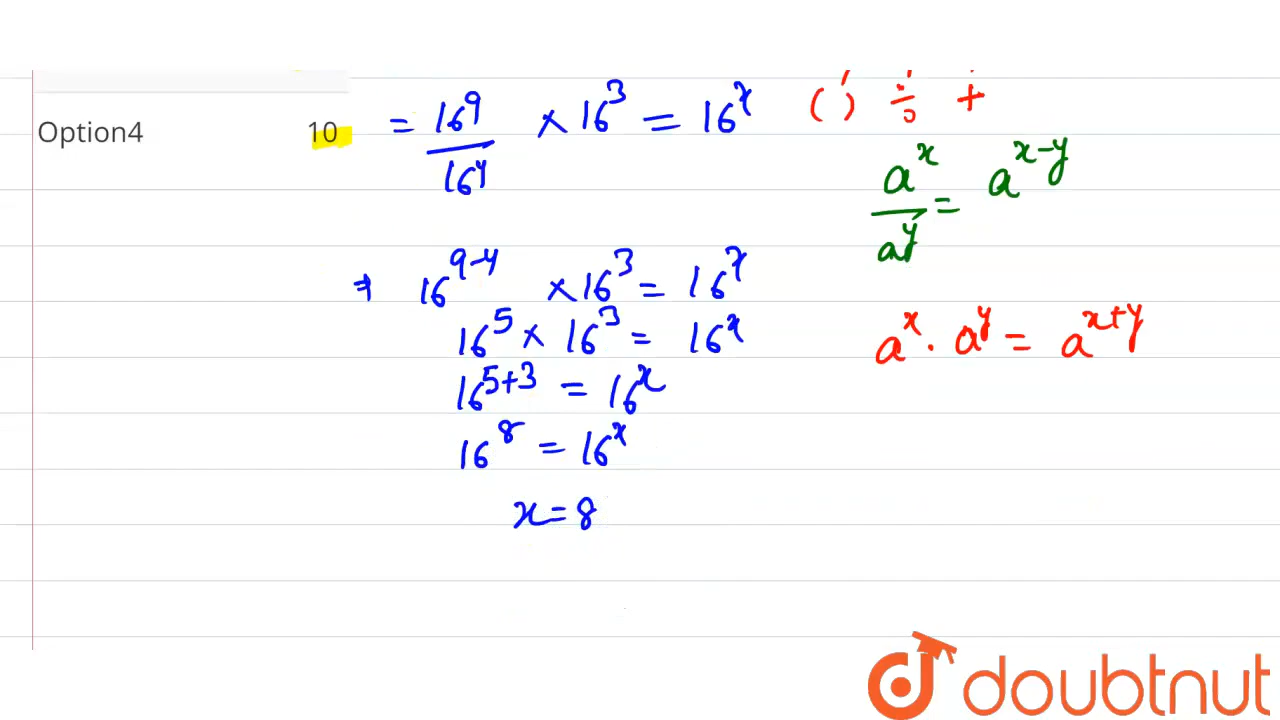 Option4 10
= 16^9/16^4 × 16^3 = 16^x
( ) ÷ +
a^x/a^y = a^(x-y)
⇒ 16^(9-4) × 16^3 = 16^x
16^5 × 16^3 = 16^x
a^x . a^y = a^(x+y)
16^(5+3) = 16^x
16^8 = 16^x
x = 8
doubtnut